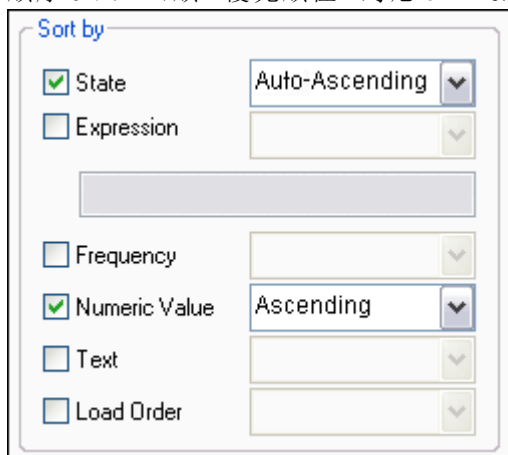 Sort by
State Auto-Ascending
Expression
Frequency
Numeric Value Ascending
Text
Load Order